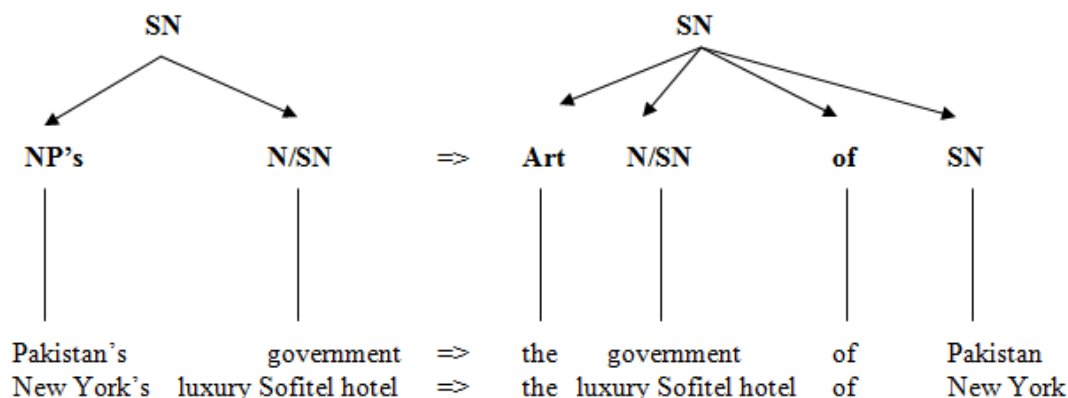 SN SN
NP’s N/SN => Art N/SN of SN
Pakistan’s government => the government of Pakistan
New York’s luxury Sofitel hotel => the luxury Sofitel hotel of New York